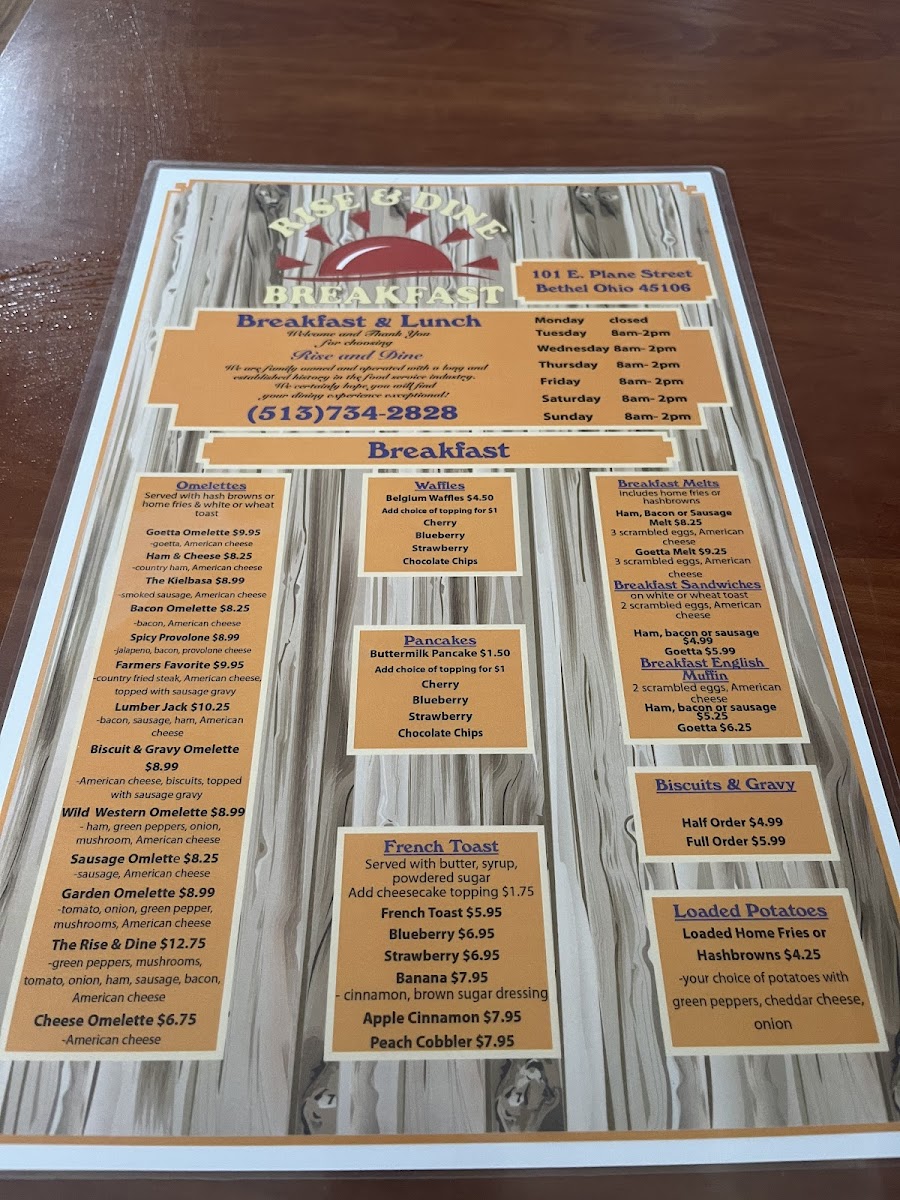 RISE & DINE
BREAKFAST
101 E. Plane Street
Bethel Ohio 45106
Breakfast & Lunch
Welcome and Thank You
for choosing
Rise and Dine
We are family owned and operated with a long and
established history in the food service industry.
We certainly hope you will find
your dining experience exceptional!
(513)734-2828
Monday closed
Tuesday 8am-2pm
Wednesday 8am- 2pm
Thursday 8am- 2pm
Friday 8am- 2pm
Saturday 8am- 2pm
Sunday 8am- 2pm
Breakfast
Omelettes
Served with hash browns or
home fries & white or wheat
toast
Goetta Omelette $9.95
-goetta, American cheese
Ham & Cheese $8.25
-country ham, American cheese
The Kielbasa $8.99
-smoked sausage, American cheese
Bacon Omelette $8.25
-bacon, American cheese
Spicy Provolone $8.99
-jalapeno, bacon, provolone cheese
Farmers Favorite $9.95
-country fried steak, American cheese,
topped with sausage gravy
Lumber Jack $10.25
-bacon, sausage, ham, American
cheese
Biscuit & Gravy Omelette
$8.99
-American cheese, biscuits, topped
with sausage gravy
Wild Western Omelette $8.99
- ham, green peppers, onion,
mushroom, American cheese
Sausage Omlette $8.25
-sausage, American cheese
Garden Omelette $8.99
-tomato, onion, green pepper,
mushrooms, American cheese
The Rise & Dine $12.75
-green peppers, mushrooms,
tomato, onion, ham, sausage, bacon,
American cheese
Cheese Omelette $6.75
-American cheese
Waffles
Belgium Waffles $4.50
Add choice of topping for $1
Cherry
Blueberry
Strawberry
Chocolate Chips
Pancakes
Buttermilk Pancake $1.50
Add choice of topping for $1
Cherry
Blueberry
Strawberry
Chocolate Chips
French Toast
Served with butter, syrup,
powdered sugar
Add cheesecake topping $1.75
French Toast $5.95
Blueberry $6.95
Strawberry $6.95
Banana $7.95
- cinnamon, brown sugar dressing
Apple Cinnamon $7.95
Peach Cobbler $7.95
Breakfast Melts
includes home fries or
hashbrowns
Ham, Bacon or Sausage
Melt $8.25
3 scrambled eggs, American
cheese
Goetta Melt $9.25
3 scrambled eggs, American
cheese
Breakfast Sandwiches
on white or wheat toast
2 scrambled eggs, American
cheese
Ham, bacon or sausage
$4.99
Goetta $5.99
Breakfast English
Muffin
2 scrambled eggs, American
cheese
Ham, bacon or sausage
$5.25
Goetta $6.25
Biscuits & Gravy
Half Order $4.99
Full Order $5.99
Loaded Potatoes
Loaded Home Fries or
Hashbrowns $4.25
-your choice of potatoes with
green peppers, cheddar cheese,
onion